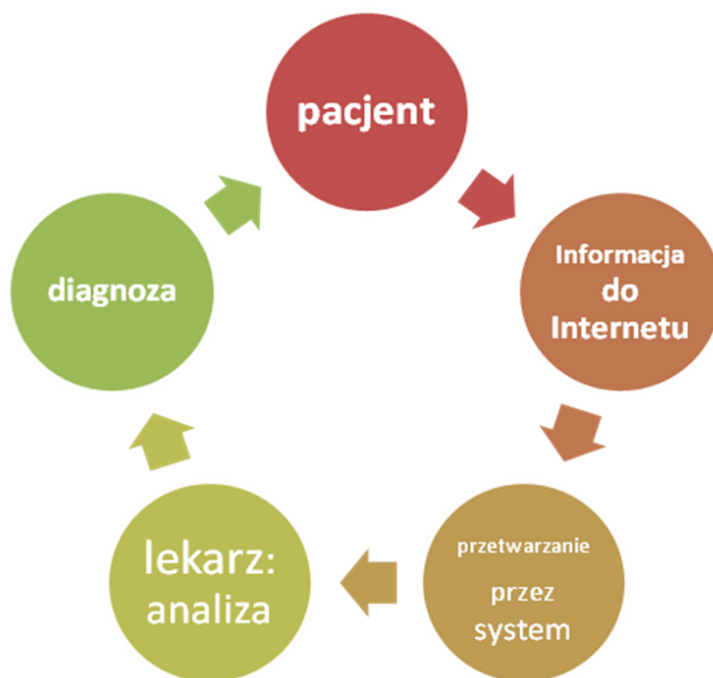 pacjent
Informacja
do
Internetu
przetwarzanie
przez
system
lekarz:
analiza
diagnoza